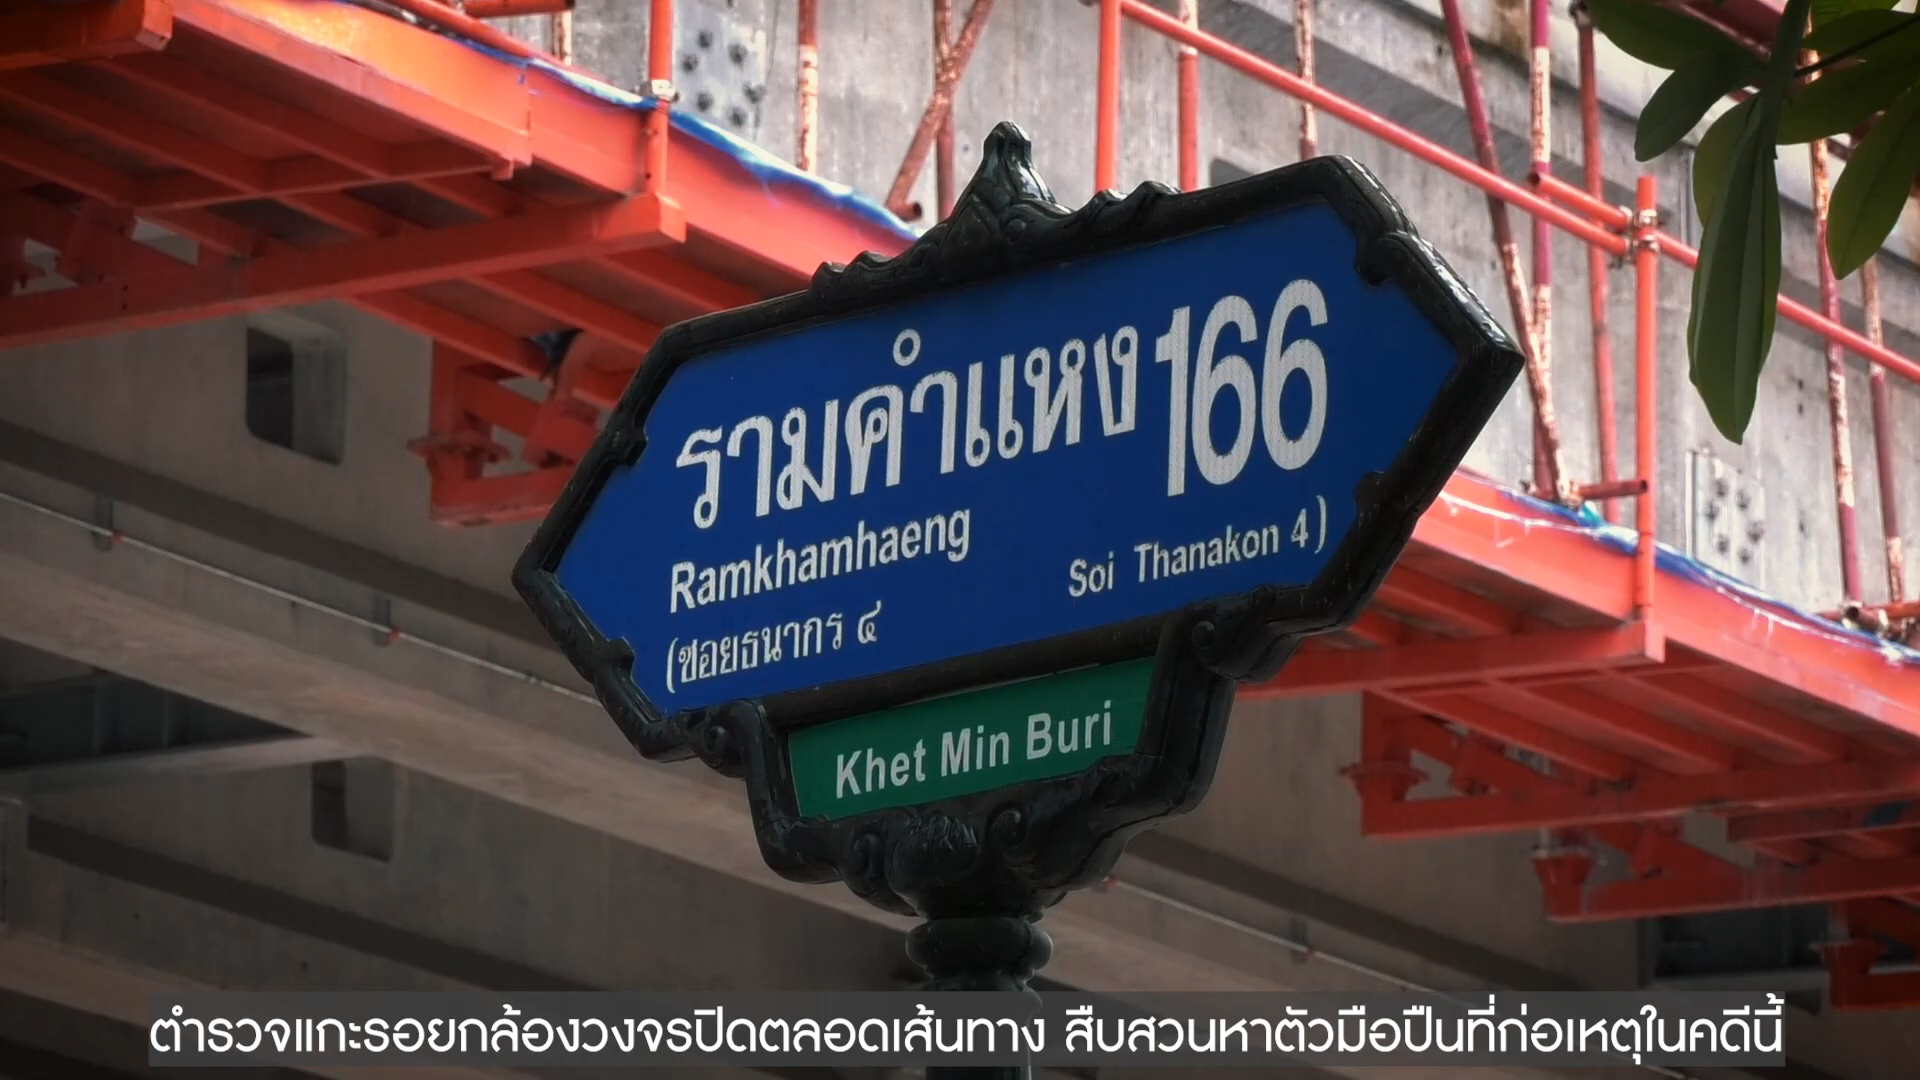 รามคำแหง 166
Ramkhamhaeng
(ซอยธนากร ๔ Soi Thanakon 4)
Khet Min Buri
ตำรวจแกะรอยกล้องวงจรปิดตลอดเส้นทาง สืบสวนหาตัวมือปืนที่ก่อเหตุในคดีนี้